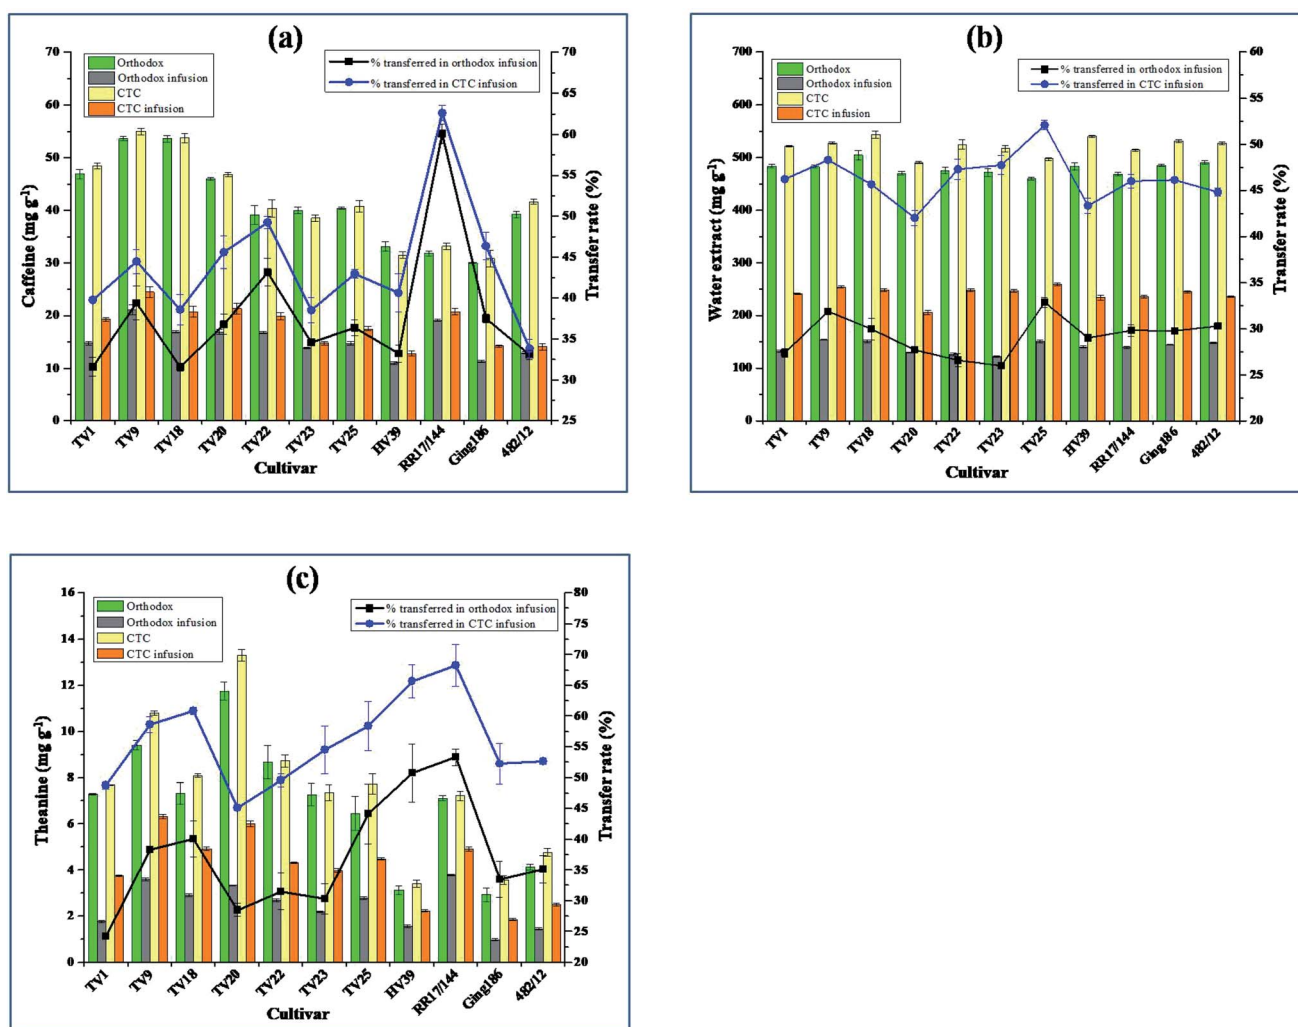 (a)
Orthodox
Orthodox infusion
CTC
CTC infusion
% transferred in orthodox infusion
% transferred in CTC infusion
70
60
50
40
30
20
10
0
Caffeine (mg g-1)
70
65
60
55
50
45
40
35
30
25
Transfer rate (%)
TV1
TV9
TV18
TV20
TV22
TV23
TV25
HV39
RR17/144
Ging186
482/12
Cultivar
(b)
Orthodox
Orthodox infusion
CTC
CTC infusion
% transferred in orthodox infusion
% transferred in CTC infusion
700
600
500
400
300
200
100
0
Water extract (mg g-1)
60
55
50
45
40
35
30
25
20
Transfer rate (%)
TV1
TV9
TV18
TV20
TV22
TV23
TV25
HV39
RR17/144
Ging186
482/12
Cultivar
(c)
Orthodox
Orthodox infusion
CTC
CTC infusion
% transferred in orthodox infusion
% transferred in CTC infusion
16
14
12
10
8
6
4
2
0
Theanine (mg g-1)
80
75
70
65
60
55
50
45
40
35
30
25
20
Transfer rate (%)
TV1
TV9
TV18
TV20
TV22
TV23
TV25
HV39
RR17/144
Ging186
482/12
Cultivar